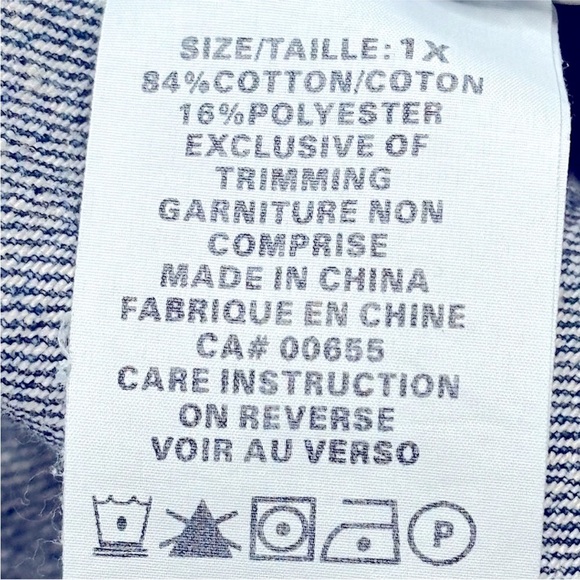 SIZE/TAILLE: 1X
84%COTTON/COTON
16%POLYESTER
EXCLUSIVE OF
TRIMMING
GARNITURE NON
COMPRISE
MADE IN CHINA
FABRIQUE EN CHINE
CA# 00655
CARE INSTRUCTION
ON REVERSE
VOIR AU VERSO
P